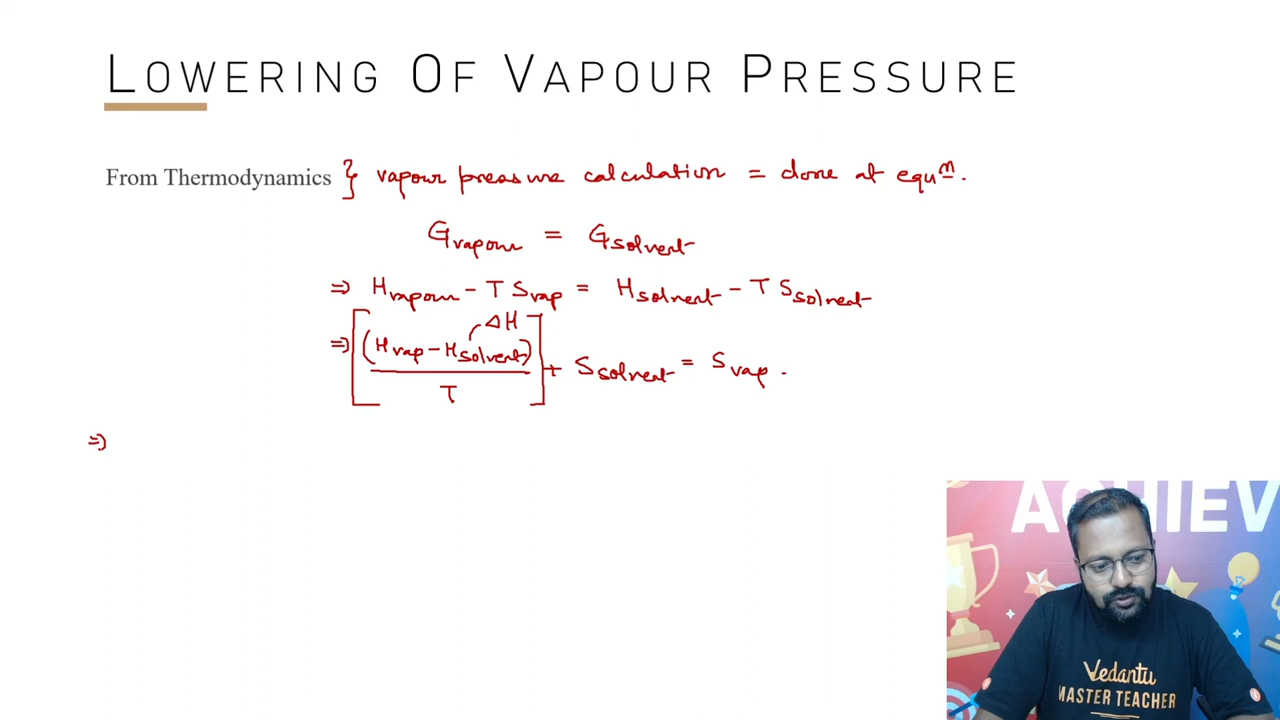 LOWERING OF VAPOUR PRESSURE
From Thermodynamics } vapour pressure calculation = done at equᵐ.
G_vapour = G_solvent
⇒ H_vapour - T S_vap = H_solvent - T S_solvent
ΔH
⇒ [(H_vap - H_solvent) / T] + S_solvent = S_vap.
⇒
ACHIEV
Vedantu
MASTER TEACHER